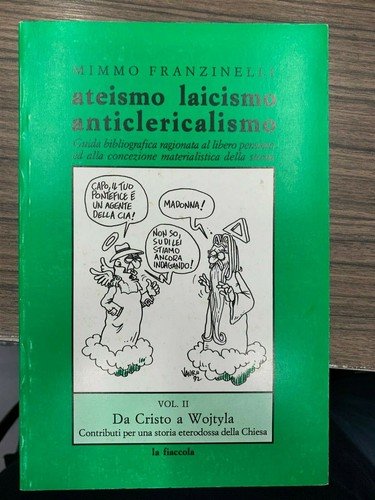 MIMMO FRANZINELLI
ateismo laicismo
anticlericalismo
Guida bibliografica ragionata al libero pensiero
ed alla concezione materialistica della storia
CAPO, IL TUO
PONTEFICE È
UN AGENTE
DELLA CIA!
MADONNA!
NON SO,
SU DI LEI
STIAMO
ANCORA
INDAGANDO!
VAURO
92
VOL. II
Da Cristo a Wojtyla
Contributi per una storia eterodossa della Chiesa
la fiaccola